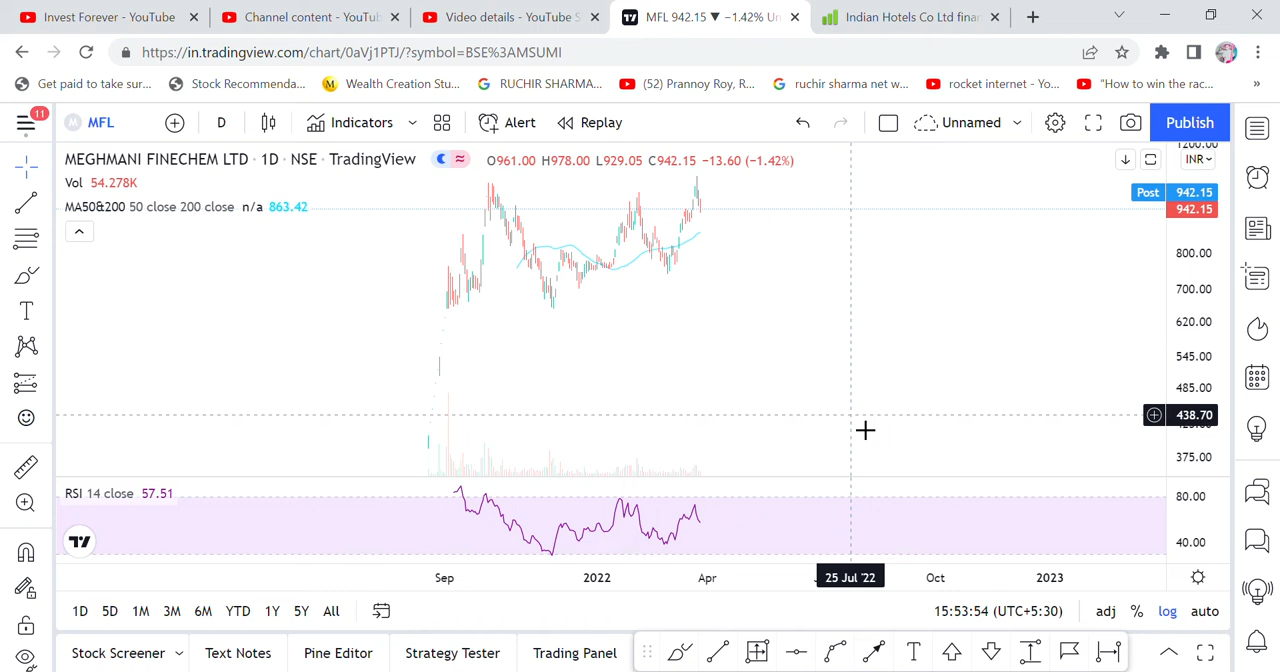 Invest Forever - YouTube
Channel content - YouTub
Video details - YouTube S
MFL 942.15 ▼ −1.42% Un
Indian Hotels Co Ltd finan
https://in.tradingview.com/chart/0aVj1PTJ/?symbol=BSE%3AMSUMI
Get paid to take sur...
Stock Recommenda...
Wealth Creation Stu...
RUCHIR SHARMA...
(52) Prannoy Roy, R...
ruchir sharma net w...
rocket internet - Yo...
"How to win the rac...
»
11
MFL
D
Indicators
Alert
Replay
Unnamed
Publish
MEGHMANI FINECHEM LTD · 1D · NSE · TradingView
O961.00 H978.00 L929.05 C942.15 −13.60 (−1.42%)
INR
Vol 54.278K
MA50&200 50 close 200 close n/a 863.42
1200.00
Post 942.15
942.15
800.00
700.00
620.00
545.00
485.00
438.70
375.00
RSI 14 close 57.51
80.00
40.00
Sep
2022
Apr
25 Jul '22
Oct
2023
1D 5D 1M 3M 6M YTD 1Y 5Y All
15:53:54 (UTC+5:30)
adj % log auto
Stock Screener
Text Notes
Pine Editor
Strategy Tester
Trading Panel